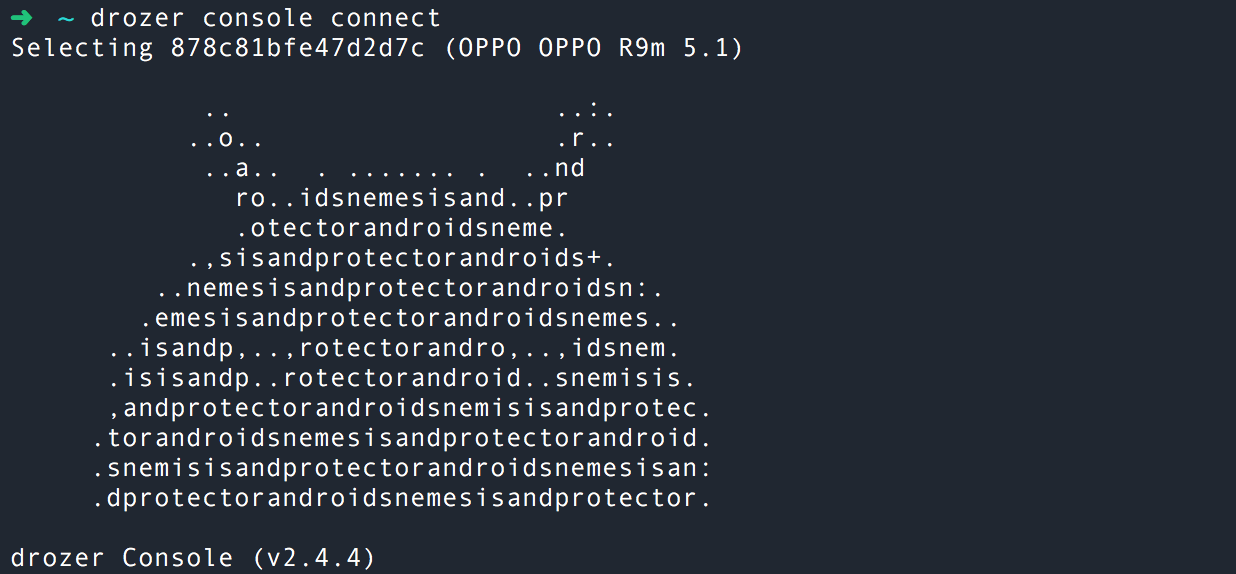 ➜  ~ drozer console connect
Selecting 878c81bfe47d2d7c (OPPO OPPO R9m 5.1)

            ..                    ..:.
           ..o..                  .r..
            ..a..  . ....... .  ..nd
              ro..idsnemesisand..pr
              .otectorandroidsneme.
           .,sisandprotectorandroids+.
         ..nemesisandprotectorandroidsn:.
        .emesisandprotectorandroidsnemes..
      ..isandp,..,rotectorandro,..,idsnem.
      .isisandp..rotectorandroid..snemisis.
      ,andprotectorandroidsnemisisandprotec.
     .torandroidsnemesisandprotectorandroid.
     .snemisisandprotectorandroidsnemesisan:
     .dprotectorandroidsnemesisandprotector.

drozer Console (v2.4.4)